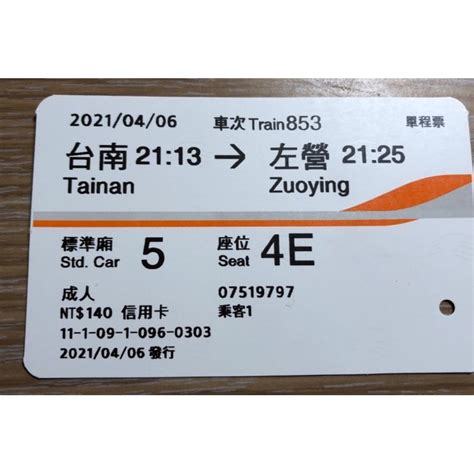 2021/04/06 車次Train853 單程票
台南21:13 → 左營 21:25
Tainan Zuoying
標準廂 5 座位 4E
Std. Car Seat
成人 07519797
NT$140 信用卡 乘客1
11-1-09-1-096-0303
2021/04/06 發行